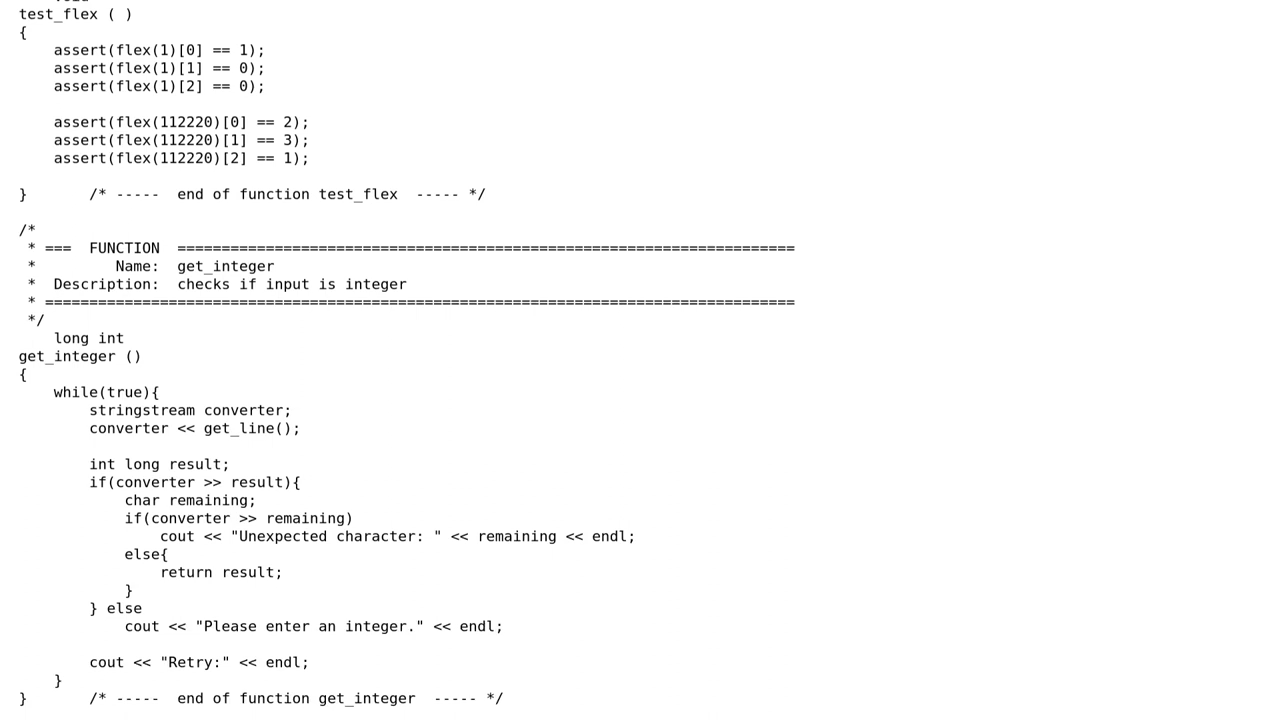 test_flex ( )
{
    assert(flex(1)[0] == 1);
    assert(flex(1)[1] == 0);
    assert(flex(1)[2] == 0);

    assert(flex(112220)[0] == 2);
    assert(flex(112220)[1] == 3);
    assert(flex(112220)[2] == 1);

}       /* -----  end of function test_flex  ----- */

/*
 * ===  FUNCTION  ======================================================================
 *         Name:  get_integer
 *  Description:  checks if input is integer
 * =====================================================================================
 */
    long int
get_integer ()
{
    while(true){
        stringstream converter;
        converter << get_line();

        int long result;
        if(converter >> result){
            char remaining;
            if(converter >> remaining)
                cout << "Unexpected character: " << remaining << endl;
            else{
                return result;
            }
        } else
            cout << "Please enter an integer." << endl;

        cout << "Retry:" << endl;
    }
}       /* -----  end of function get_integer  ----- */